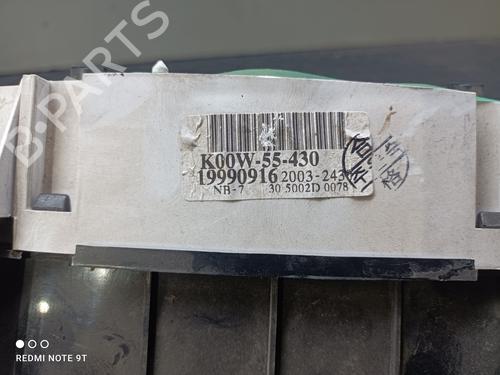 B-PARTS
K00W-55-430
19990916 2003-243
NB-7 30 5002D 0078
REDMI NOTE 9T